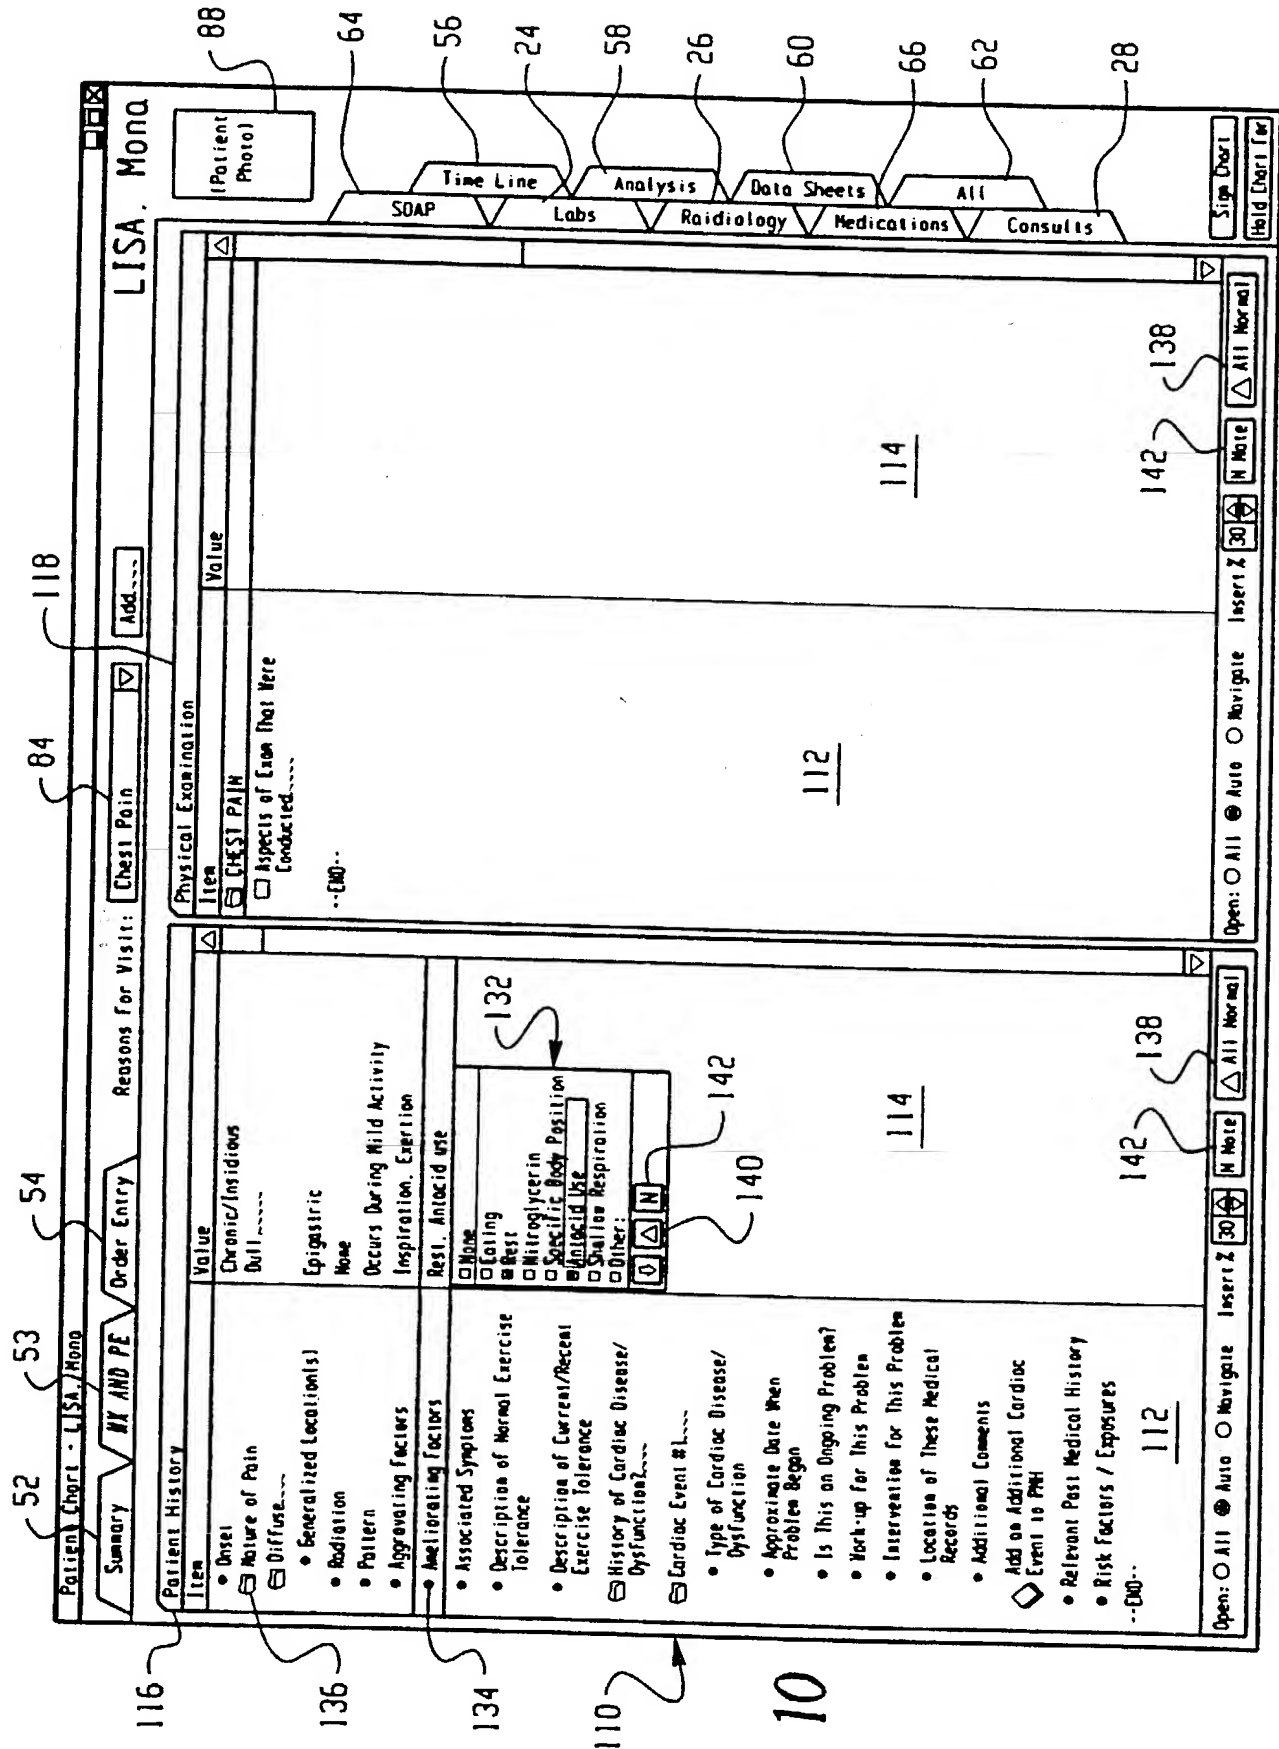 52
53
54
84
118
88
Patient Chart - LISA./Mona
Summary
HX AND PE
Order Entry
Reasons For Visit:
Chest Pain
Add.....
LISA. Mona
(Patient
Photo)
116
Patient History
Item
Value
• Onset
Chronic/Insidious
Nature of Pain
Dull.....
Diffuse.....
• Generalized Location(s)
Epigastric
• Radiation
None
• Pattern
Occurs During Mild Activity
• Aggravating Factors
Inspiration. Exertion
• Ameliorating Factors
Rest. Antacid use
• Associated Symptoms
• Description of Normal Exercise
Tolerance
• Description of Current/Recent
Exercise Tolerance
History of Cardiac Disease/
Dysfunction?.....
Cardiac Event #1.....
• Type of Cardiac Disease/
Dysfunction
• Approximate Date When
Problem Began
• Is This an Ongoing Problem?
• Work-up For This Problem
• Intervention For This Problem
• Location of These Medical
Records
• Additional Comments
Add an Additional Cardiac
Event to PMH
• Relevant Past Medical History
• Risk Factors / Exposures
--END--
None
Eating
Rest
Nitroglycerin
Specific Body Position
Antacid Use
Shallow Respiration
Other:
N
132
140
142
136
134
110
112
114
Open: All Auto Navigate Insert % 30
N Note
All Normal
142
138
Physical Examination
Item
Value
CHEST PAIN
Aspects of Exam That Were
Conducted.....
--END--
112
114
Open: All Auto Navigate Insert % 30
N Note
All Normal
142
138
SOAP
Time Line
Labs
Analysis
Raidiology
Data Sheets
Medications
All
Consults
64
56
24
58
26
60
66
62
28
Sign Chart
Hold Chart For
10